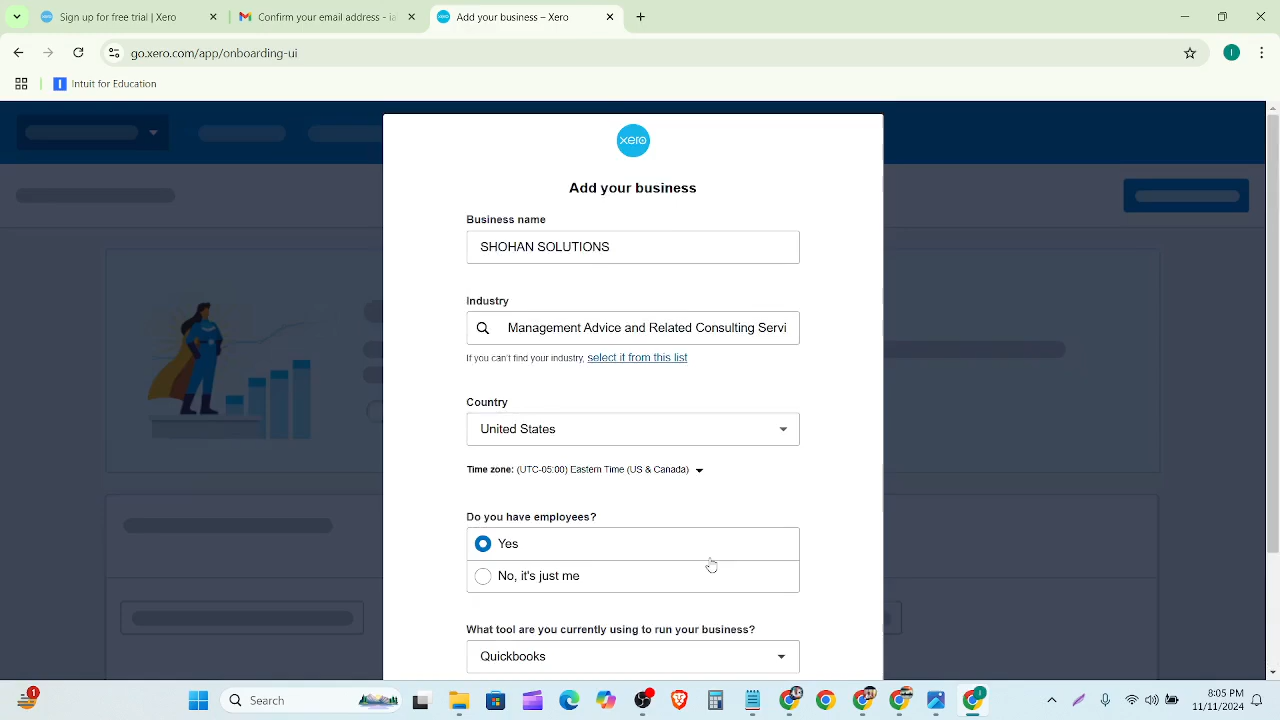 Sign up for free trial | Xero
Confirm your email address - ia
xero
Add your business – Xero
go.xero.com/app/onboarding-ui
I
Intuit for Education
xero
Add your business
Business name
SHOHAN SOLUTIONS
Industry
Management Advice and Related Consulting Servi
If you can't find your industry, select it from this list
Country
United States
Time zone: (UTC-05:00) Eastern Time (US & Canada)
Do you have employees?
Yes
No, it's just me
What tool are you currently using to run your business?
Quickbooks
1
Search
8:05 PM
11/11/2024